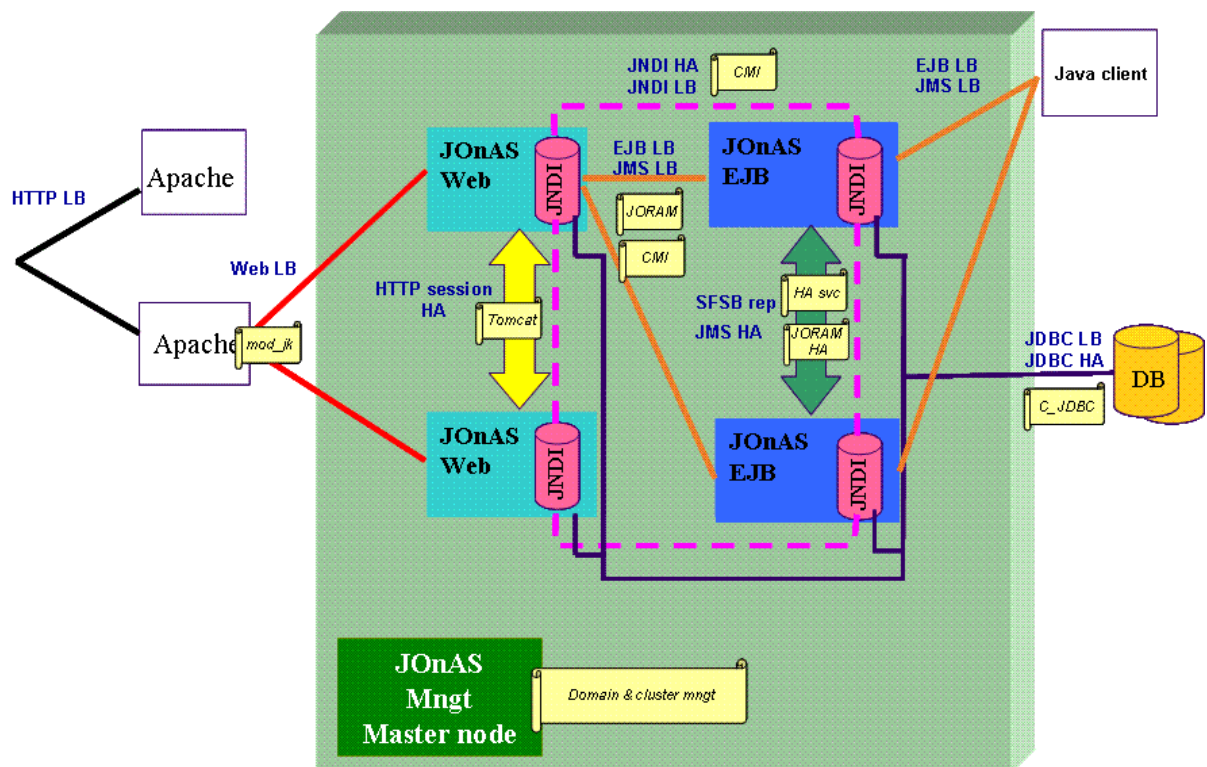 JNDI HA
JNDI LB
CMI
EJB LB
JMS LB
Java client
Apache
HTTP LB
JOnAS
Web
JNDI
EJB LB
JMS LB
JORAM
CMI
JOnAS
EJB
JNDI
Web LB
Apache
mod_jk
HTTP session
HA
Tomcat
SFSB rep
JMS HA
HA svc
JORAM
HA
JDBC LB
JDBC HA
C_JDBC
DB
JOnAS
Web
JNDI
JOnAS
EJB
JNDI
JOnAS
Mngt
Master node
Domain & cluster mngt